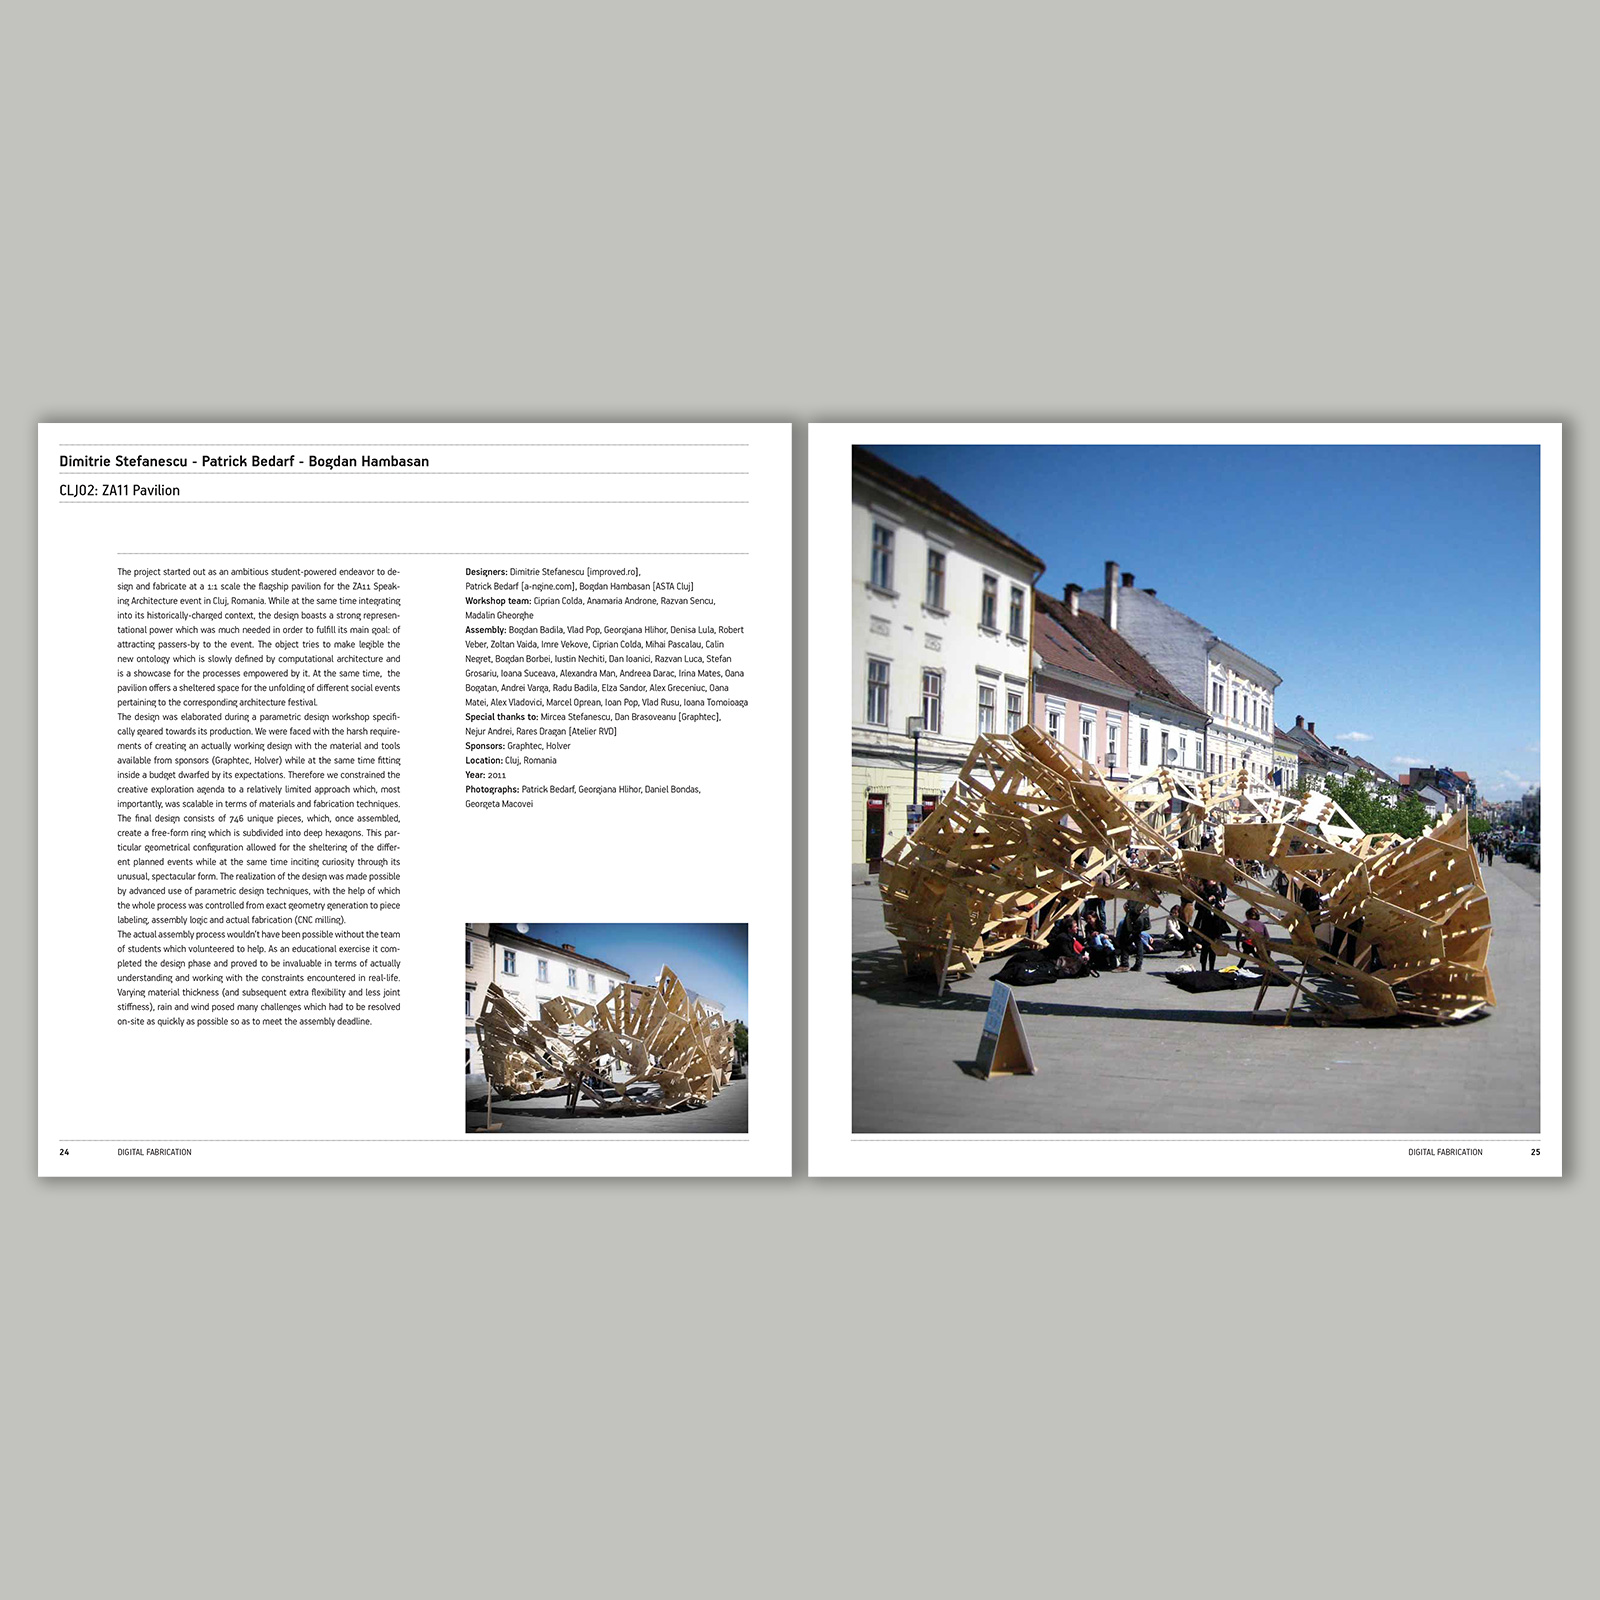 Dimitrie Stefanescu - Patrick Bedarf - Bogdan Hambasan
CLJ02: ZA11 Pavilion
The project started out as an ambitious student-powered endeavor to de-
sign and fabricate at a 1:1 scale the flagship pavilion for the ZA11 Speak-
ing Architecture event in Cluj, Romania. While at the same time integrating
into its historically-charged context, the design boasts a strong represen-
tational power which was much needed in order to fulfill its main goal: of
attracting passers-by to the event. The object tries to make legible the
new ontology which is slowly defined by computational architecture and
is a showcase for the processes empowered by it. At the same time, the
pavilion offers a sheltered space for the unfolding of different social events
pertaining to the corresponding architecture festival.
The design was elaborated during a parametric design workshop specifi-
cally geared towards its production. We were faced with the harsh require-
ments of creating an actually working design with the material and tools
available from sponsors (Graphtec, Holver) while at the same time fitting
inside a budget dwarfed by its expectations. Therefore we constrained the
creative exploration agenda to a relatively limited approach which, most
importantly, was scalable in terms of materials and fabrication techniques.
The final design consists of 746 unique pieces, which, once assembled,
create a free-form ring which is subdivided into deep hexagons. This par-
ticular geometrical configuration allowed for the sheltering of the differ-
ent planned events while at the same time inciting curiosity through its
unusual, spectacular form. The realization of the design was made possible
by advanced use of parametric design techniques, with the help of which
the whole process was controlled from exact geometry generation to piece
labeling, assembly logic and actual fabrication (CNC milling).
The actual assembly process wouldn't have been possible without the team
of students which volunteered to help. As an educational exercise it com-
pleted the design phase and proved to be invaluable in terms of actually
understanding and working with the constraints encountered in real-life.
Varying material thickness (and subsequent extra flexibility and less joint
stiffness), rain and wind posed many challenges which had to be resolved
on-site as quickly as possible so as to meet the assembly deadline.
Designers: Dimitrie Stefanescu [improved.ro],
Patrick Bedarf [a-ngine.com], Bogdan Hambasan [ASTA Cluj]
Workshop team: Ciprian Colda, Anamaria Androne, Razvan Sencu,
Madalin Gheorghe
Assembly: Bogdan Badila, Vlad Pop, Georgiana Hlihor, Denisa Lula, Robert
Veber, Zoltan Vaida, Imre Vekove, Ciprian Colda, Mihai Pascalau, Calin
Negret, Bogdan Borbei, Iustin Nechiti, Dan Ioanici, Razvan Luca, Stefan
Grosariu, Ioana Suceava, Alexandra Man, Andreea Darac, Irina Mates, Oana
Bogatan, Andrei Varga, Radu Badila, Elza Sandor, Alex Greceniuc, Oana
Matei, Alex Vladovici, Marcel Oprean, Ioan Pop, Vlad Rusu, Ioana Tomoioaga
Special thanks to: Mircea Stefanescu, Dan Brasoveanu [Graphtec],
Nejur Andrei, Rares Dragan [Atelier RVD]
Sponsors: Graphtec, Holver
Location: Cluj, Romania
Year: 2011
Photographs: Patrick Bedarf, Georgiana Hlihor, Daniel Bondas,
Georgeta Macovei
24 DIGITAL FABRICATION
DIGITAL FABRICATION 25